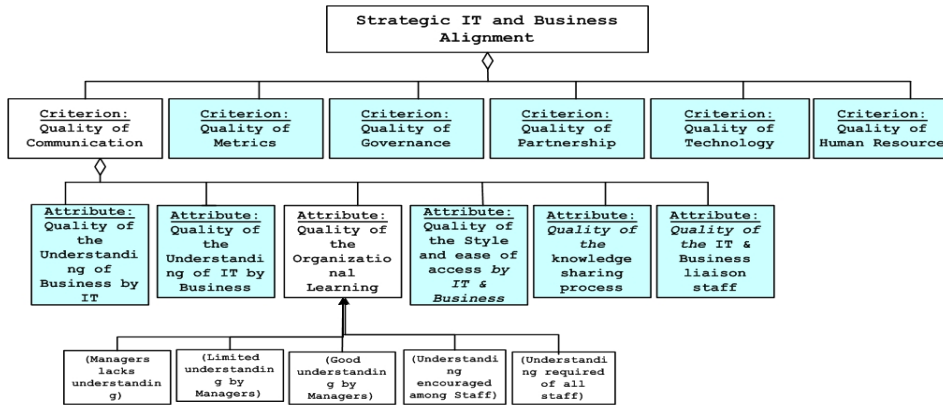 Strategic IT and Business
Alignment
Criterion:
Quality of
Communication
Criterion:
Quality of
Metrics
Criterion:
Quality of
Governance
Criterion:
Quality of
Partnership
Criterion:
Quality of
Technology
Criterion:
Quality of
Human Resource
Attribute:
Quality of
the
Understandi
ng of
Business by
IT
Attribute:
Quality of
the
Understandi
ng of IT by
Business
Attribute:
Quality of
the
Organizatio
nal
Learning
Attribute:
Quality of
the Style
and ease of
access by
IT &
Business
Attribute:
Quality of
the
knowledge
sharing
process
Attribute:
Quality of
the IT &
Business
liaison
staff
(Managers
lacks
understandin
g)
(Limited
understandin
g by
Managers)
(Good
understandin
g by
Managers)
(Understandi
ng
encouraged
among Staff)
(Understandi
ng required
of all
staff)